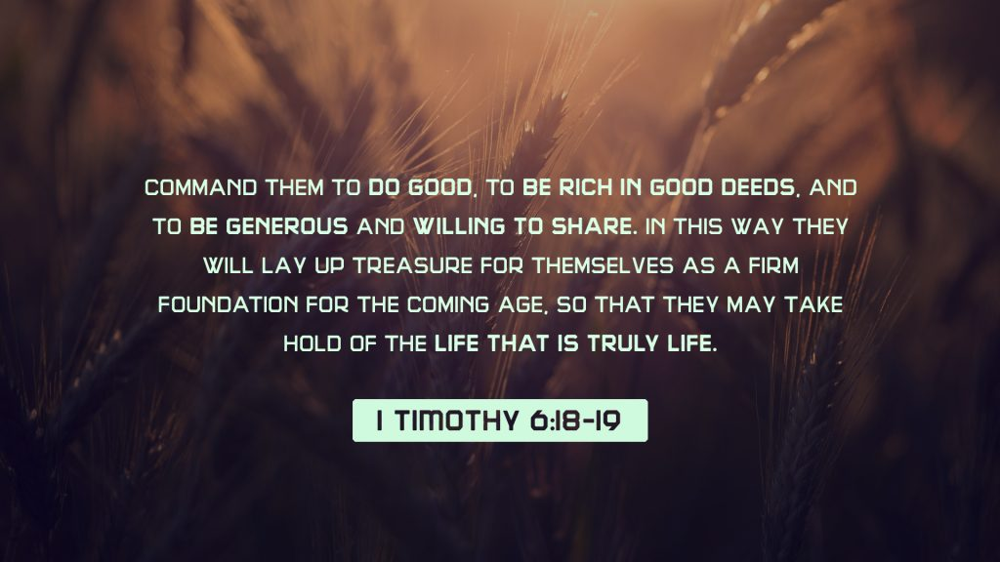 COMMAND THEM TO DO GOOD, TO BE RICH IN GOOD DEEDS, AND
TO BE GENEROUS AND WILLING TO SHARE. IN THIS WAY THEY
WILL LAY UP TREASURE FOR THEMSELVES AS A FIRM
FOUNDATION FOR THE COMING AGE, SO THAT THEY MAY TAKE
HOLD OF THE LIFE THAT IS TRULY LIFE.
1 TIMOTHY 6:18-19